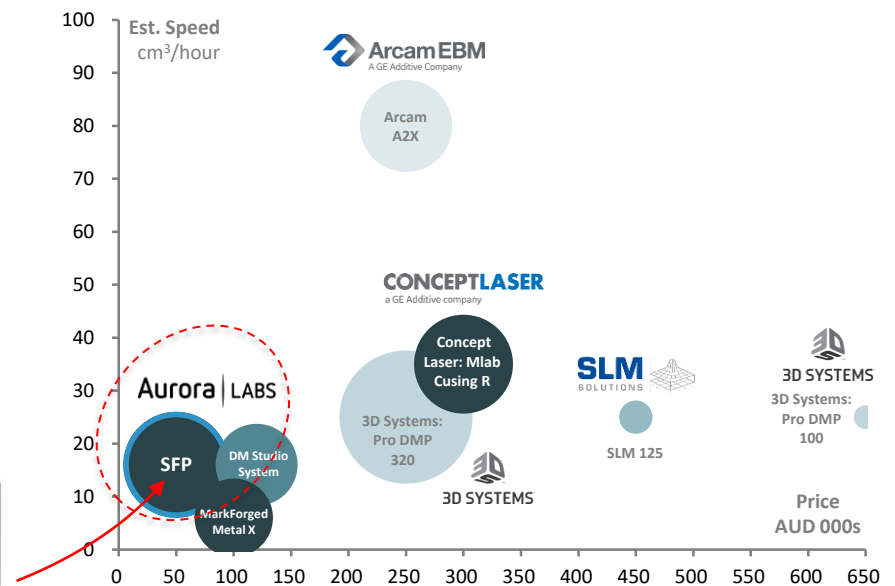 100
Est. Speed
cm³/hour
90
ArcamEBM
A GE Additive Company
80
Arcam
A2X
70
60
50
CONCEPTLASER
a GE Additive company
40
Concept
Laser: Mlab
Cusing R
SLM
SOLUTIONS
3D SYSTEMS
30
Aurora LABS
3D Systems:
Pro DMP
320
3D Systems:
Pro DMP
100
20
SFP
DM Studio
System
SLM 125
3D SYSTEMS
10
MarkForged
Metal X
Price
AUD 000s
0
0 50 100 150 200 250 300 350 400 450 500 550 600 650